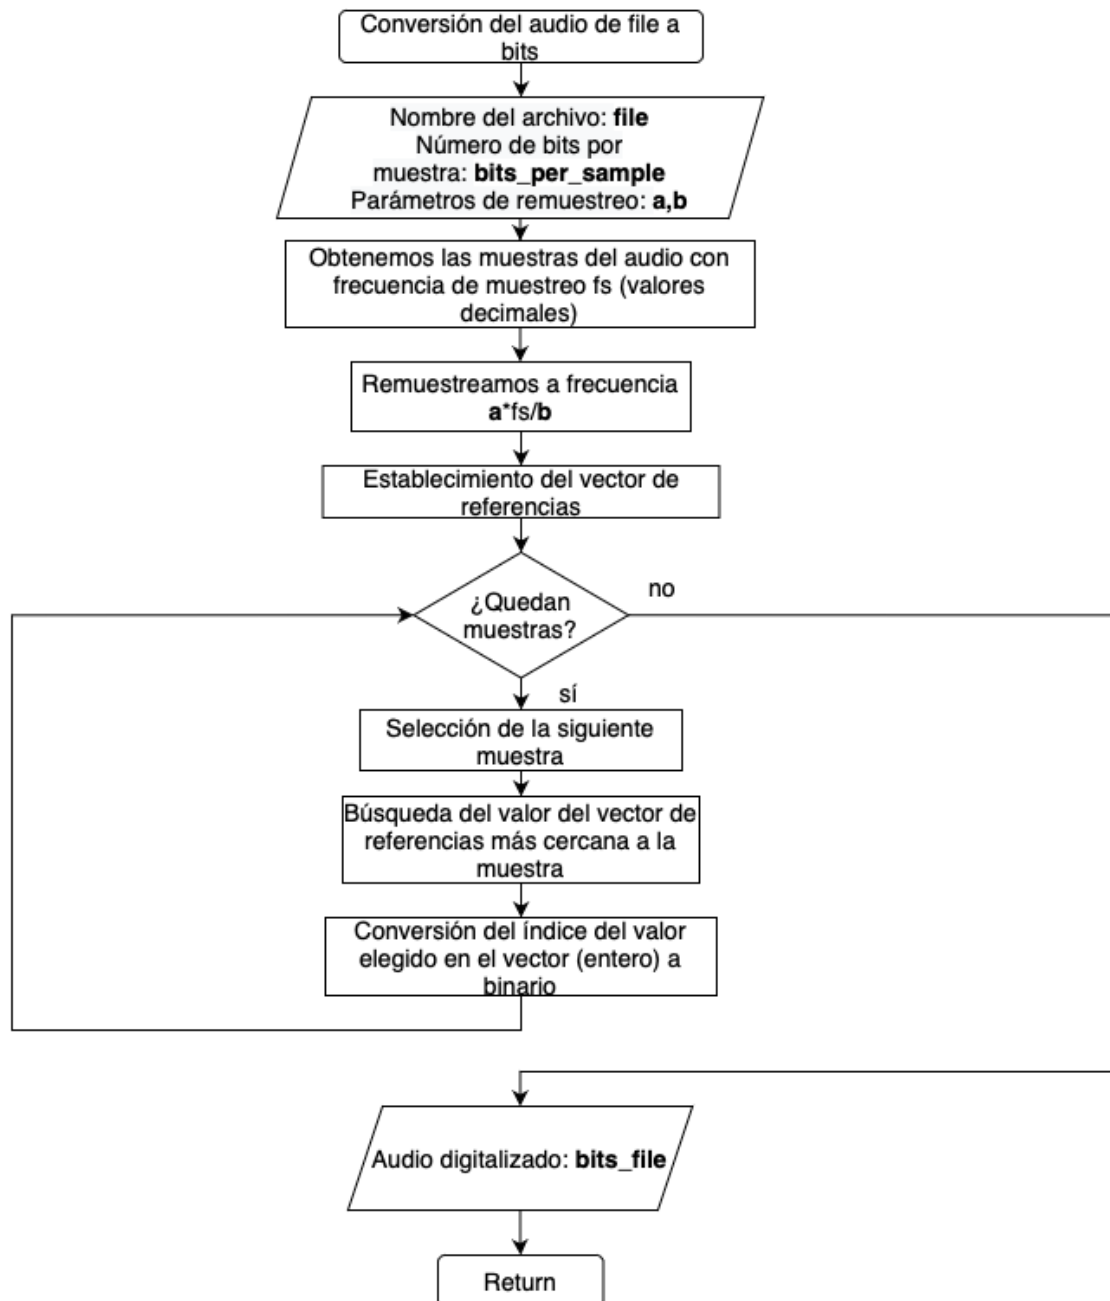 Conversión del audio de file a
bits
Nombre del archivo: file
Número de bits por
muestra: bits_per_sample
Parámetros de remuestreo: a,b
Obtenemos las muestras del audio con
frecuencia de muestreo fs (valores
decimales)
Remuestreamos a frecuencia
a*fs/b
Establecimiento del vector de
referencias
¿Quedan
muestras?
no
sí
Selección de la siguiente
muestra
Búsqueda del valor del vector de
referencias más cercana a la
muestra
Conversión del índice del valor
elegido en el vector (entero) a
binario
Audio digitalizado: bits_file
Return